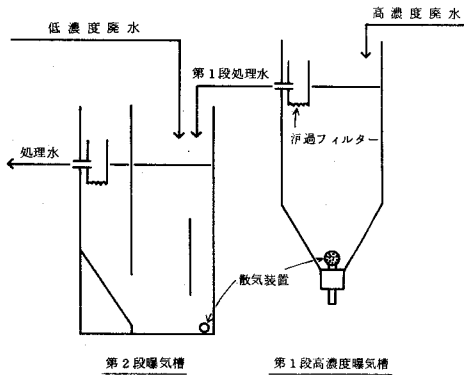 低濃度廃水
高濃度廃水
第1段処理水
処理水
沪過フィルター
散気装置
第2段曝気槽
第1段高濃度曝気槽